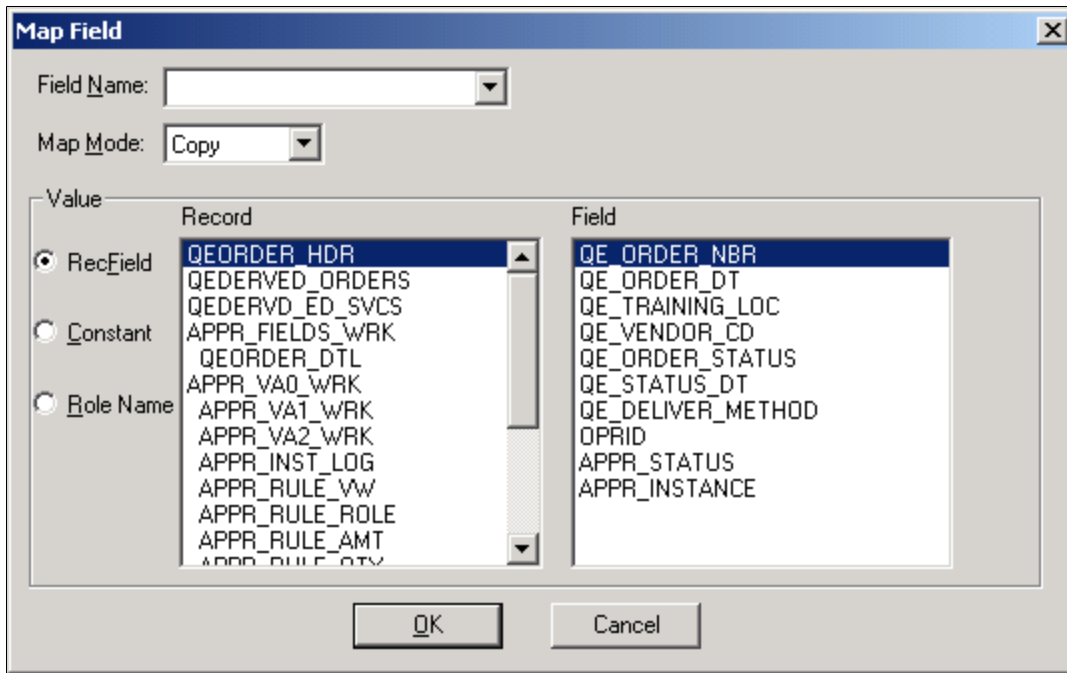 Map Field
Field Name:
Map Mode: Copy
Value
Record
Field
RecField
Constant
Role Name
QEORDER_HDR
QEDERVED_ORDERS
QEDERVD_ED_SVCS
APPR_FIELDS_WRK
QEORDER_DTL
APPR_VA0_WRK
APPR_VA1_WRK
APPR_VA2_WRK
APPR_INST_LOG
APPR_RULE_VW
APPR_RULE_ROLE
APPR_RULE_AMT
APPR_RULE_QTY
QE_ORDER_NBR
QE_ORDER_DT
QE_TRAINING_LOC
QE_VENDOR_CD
QE_ORDER_STATUS
QE_STATUS_DT
QE_DELIVER_METHOD
OPRID
APPR_STATUS
APPR_INSTANCE
OK
Cancel